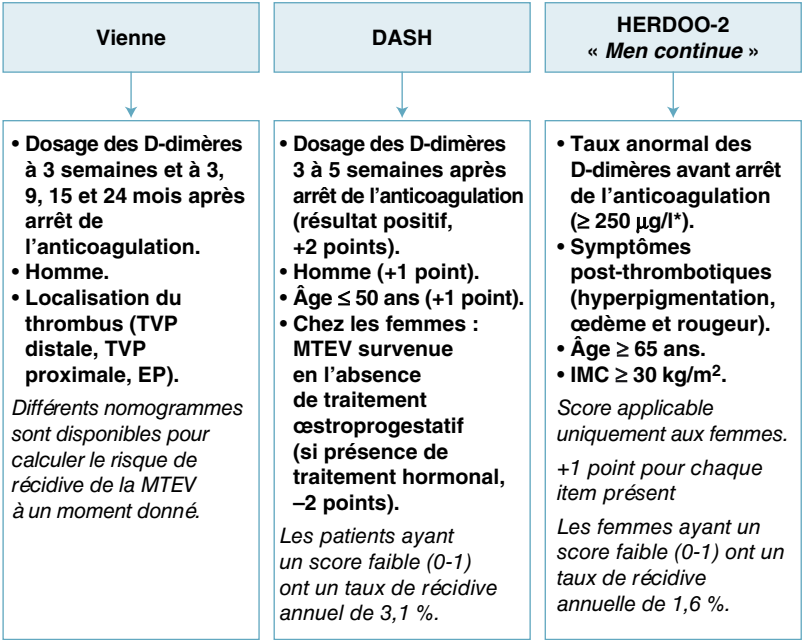 Vienne
• Dosage des D-dimères
à 3 semaines et à 3,
9, 15 et 24 mois après
arrêt de
l'anticoagulation.
• Homme.
• Localisation du
thrombus (TVP
distale, TVP
proximale, EP).
Différents nomogrammes
sont disponibles pour
calculer le risque de
récidive de la MTEV
à un moment donné.
DASH
• Dosage des D-dimères
3 à 5 semaines après
arrêt de l'anticoagulation
(résultat positif,
+2 points).
• Homme (+1 point).
• Âge ≤ 50 ans (+1 point).
• Chez les femmes :
MTEV survenue
en l'absence
de traitement
œstroprogestatif
(si présence de
traitement hormonal,
–2 points).
Les patients ayant
un score faible (0-1)
ont un taux de récidive
annuel de 3,1 %.
HERDOO-2
« Men continue »
• Taux anormal des
D-dimères avant arrêt
de l'anticoagulation
(≥ 250 µg/l*).
• Symptômes
post-thrombotiques
(hyperpigmentation,
œdème et rougeur).
• Âge ≥ 65 ans.
• IMC ≥ 30 kg/m².
Score applicable
uniquement aux femmes.
+1 point pour chaque
item présent
Les femmes ayant un
score faible (0-1) ont un
taux de récidive
annuelle de 1,6 %.